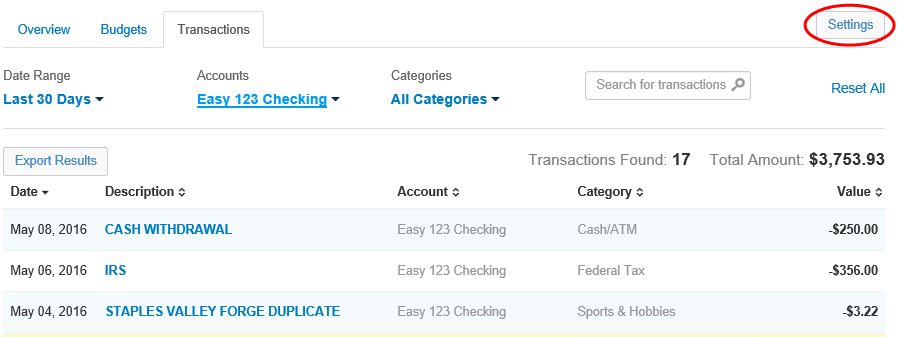 Overview Budgets Transactions Settings
Date Range Accounts Categories
Last 30 Days Easy 123 Checking All Categories Search for transactions Reset All
Export Results Transactions Found: 17 Total Amount: $3,753.93
Date Description Account Category Value
May 08, 2016 CASH WITHDRAWAL Easy 123 Checking Cash/ATM -$250.00
May 06, 2016 IRS Easy 123 Checking Federal Tax -$356.00
May 04, 2016 STAPLES VALLEY FORGE DUPLICATE Easy 123 Checking Sports & Hobbies -$3.22